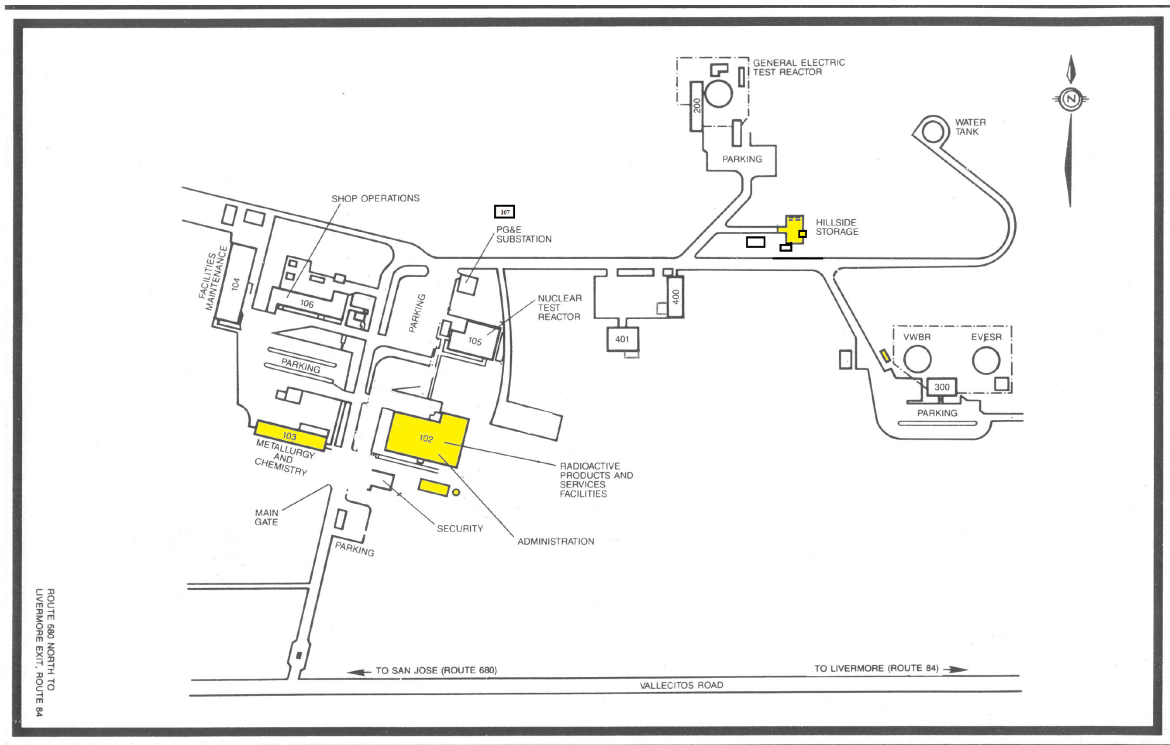 GENERAL ELECTRIC
TEST REACTOR
200
PARKING
N
WATER
TANK
SHOP OPERATIONS
107
PG&E
SUBSTATION
HILLSIDE
STORAGE
FACILITIES
MAINTENANCE
104
106
PARKING
NUCLEAR
TEST
REACTOR
105
400
401
VWBR
EVESR
300
PARKING
PARKING
103
METALLURGY
AND
CHEMISTRY
102
RADIOACTIVE
PRODUCTS AND
SERVICES
FACILITIES
MAIN
GATE
SECURITY
ADMINISTRATION
PARKING
ROUTE 680 NORTH TO
LIVERMORE EXIT, ROUTE 84
TO SAN JOSE (ROUTE 680)
TO LIVERMORE (ROUTE 84)
VALLECITOS ROAD